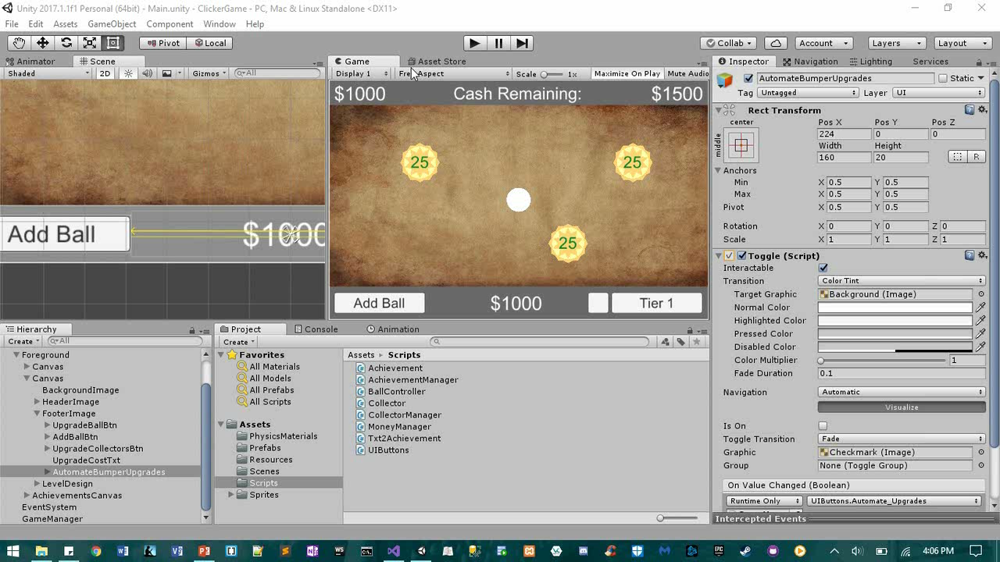 Unity 2017.1.1f1 Personal (64bit) - Main.unity - ClickerGame - PC, Mac & Linux Standalone <DX11>
File Edit Assets GameObject Component Window Help
Pivot Local Collab Account Layers Layout
Animator Scene Game Asset Store Inspector Navigation Lighting Services
Shaded 2D Gizmos All Display 1 Aspect Scale 1x Maximize On Play Mute Audio
AutomateBumperUpgrades Static
Tag Untagged Layer UI
$1000 Cash Remaining: $1500
25 25
25
Add Ball $1000
Add Ball $1000 Tier 1
Rect Transform
center
middle
Pos X Pos Y Pos Z
224 0 0
Width Height
160 20
R
Anchors
Min X 0.5 Y 0.5
Max X 0.5 Y 0.5
Pivot X 0.5 Y 0.5
Rotation X 0 Y 0 Z 0
Scale X 1 Y 1 Z 1
Toggle (Script)
Interactable
Transition Color Tint
Target Graphic Background (Image)
Normal Color
Highlighted Color
Pressed Color
Disabled Color
Color Multiplier 1
Fade Duration 0.1
Navigation Automatic
Visualize
Is On
Toggle Transition Fade
Graphic Checkmark (Image)
Group None (Toggle Group)
On Value Changed (Boolean)
Runtime Only UIButtons.Automate_Upgrades
Intercepted Events
Hierarchy
Create All
Foreground
Canvas
Canvas
BackgroundImage
HeaderImage
FooterImage
UpgradeBallBtn
AddBallBtn
UpgradeCollectorsBtn
UpgradeCostTxt
AutomateBumperUpgrades
LevelDesign
AchievementsCanvas
EventSystem
GameManager
Project Console Animation
Create
Favorites
All Materials
All Models
All Prefabs
All Scripts
Assets
PhysicsMaterials
Prefabs
Resources
Scenes
Scripts
Sprites
Assets Scripts
Achievement
AchievementManager
BallController
Collector
CollectorManager
MoneyManager
Txt2Achievement
UIButtons
4:06 PM